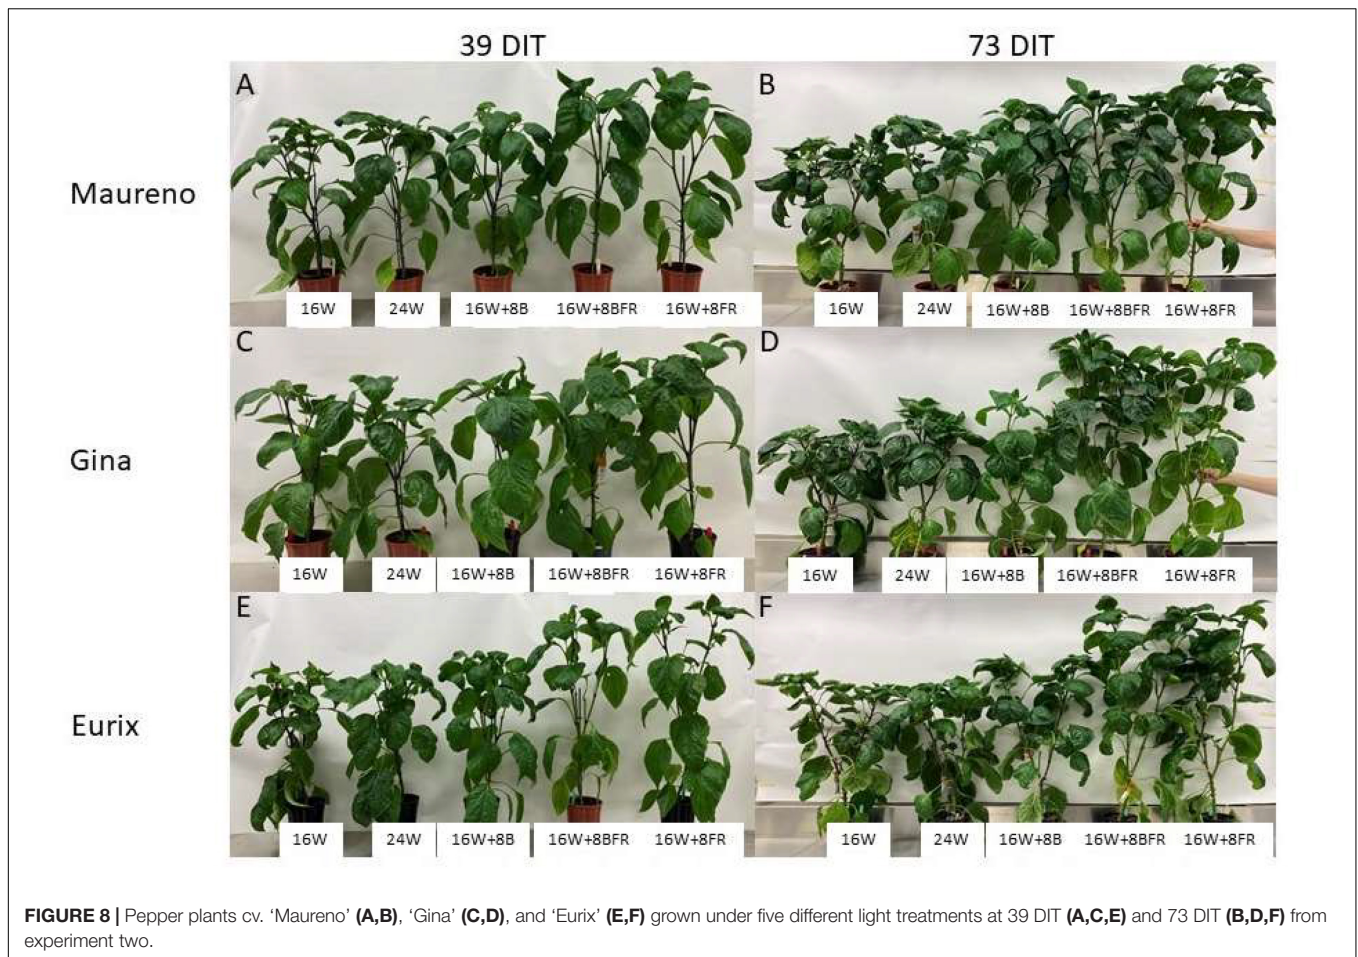 39 DIT 73 DIT
A B
Maureno
16W 24W 16W+8B 16W+8BFR 16W+8FR 16W 24W 16W+8B 16W+8BFR 16W+8FR
C D
Gina
16W 24W 16W+8B 16W+8BFR 16W+8FR 16W 24W 16W+8B 16W+8BFR 16W+8FR
E F
Eurix
16W 24W 16W+8B 16W+8BFR 16W+8FR 16W 24W 16W+8B 16W+8BFR 16W+8FR
FIGURE 8 | Pepper plants cv. ‘Maureno’ (A,B), ‘Gina’ (C,D), and ‘Eurix’ (E,F) grown under five different light treatments at 39 DIT (A,C,E) and 73 DIT (B,D,F) from
experiment two.